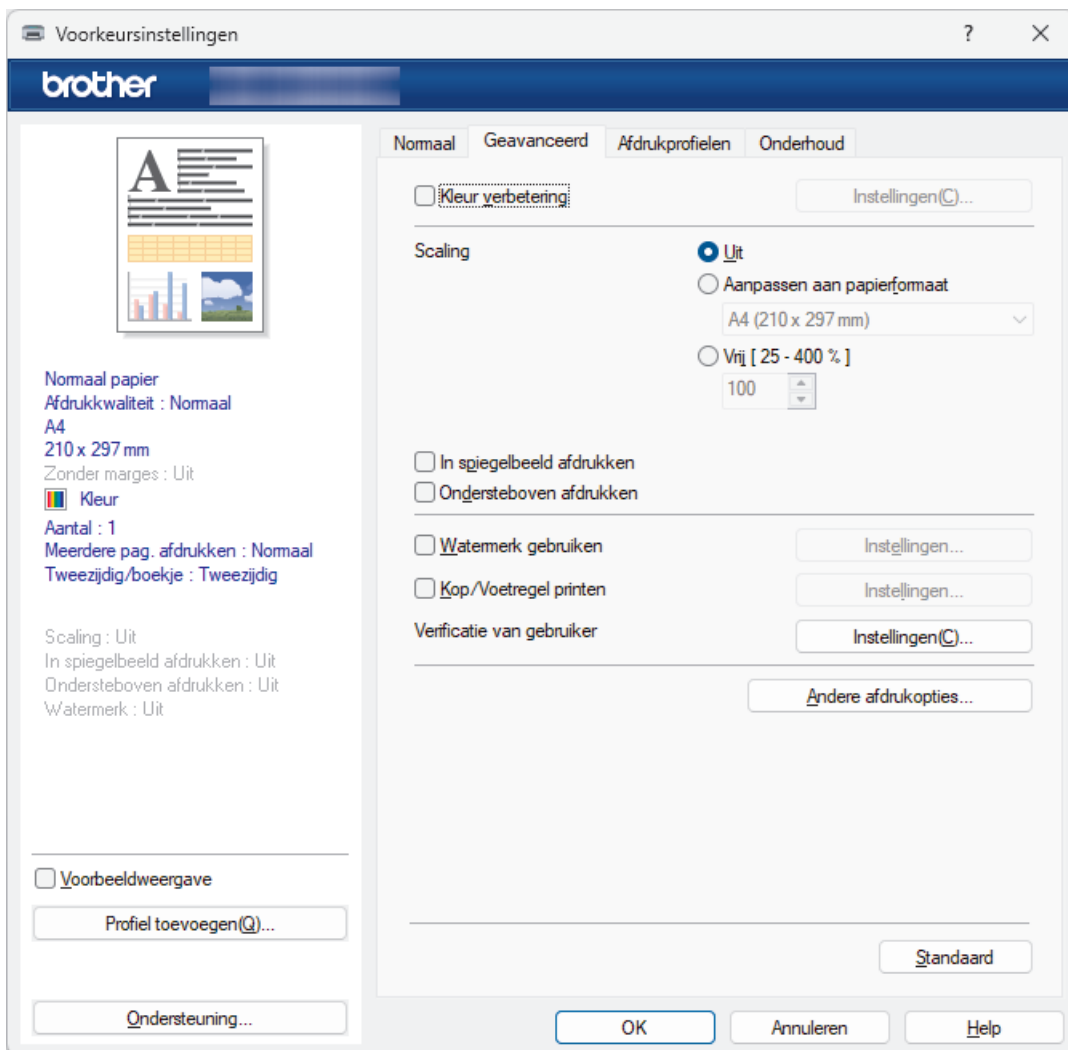 Voorkeursinstellingen
?
brother
A
Normaal papier
Afdrukkwaliteit : Normaal
A4
210 x 297 mm
Zonder marges : Uit
Kleur
Aantal : 1
Meerdere pag. afdrukken : Normaal
Tweezijdig/boekje : Tweezijdig
Scaling : Uit
In spiegelbeeld afdrukken : Uit
Ondersteboven afdrukken : Uit
Watermerk : Uit
Voorbeeldweergave
Profiel toevoegen(Q)...
Ondersteuning...
Normaal Geavanceerd Afdrukprofielen Onderhoud
Kleur verbetering Instellingen(C)...
Scaling Uit
Aanpassen aan papierformaat
A4 (210 x 297 mm)
Vrij [ 25 - 400 % ]
100
In spiegelbeeld afdrukken
Ondersteboven afdrukken
Watermerk gebruiken Instellingen...
Kop/Voetregel printen Instellingen...
Verificatie van gebruiker Instellingen(C)...
Andere afdrukopties...
Standaard
OK Annuleren Help